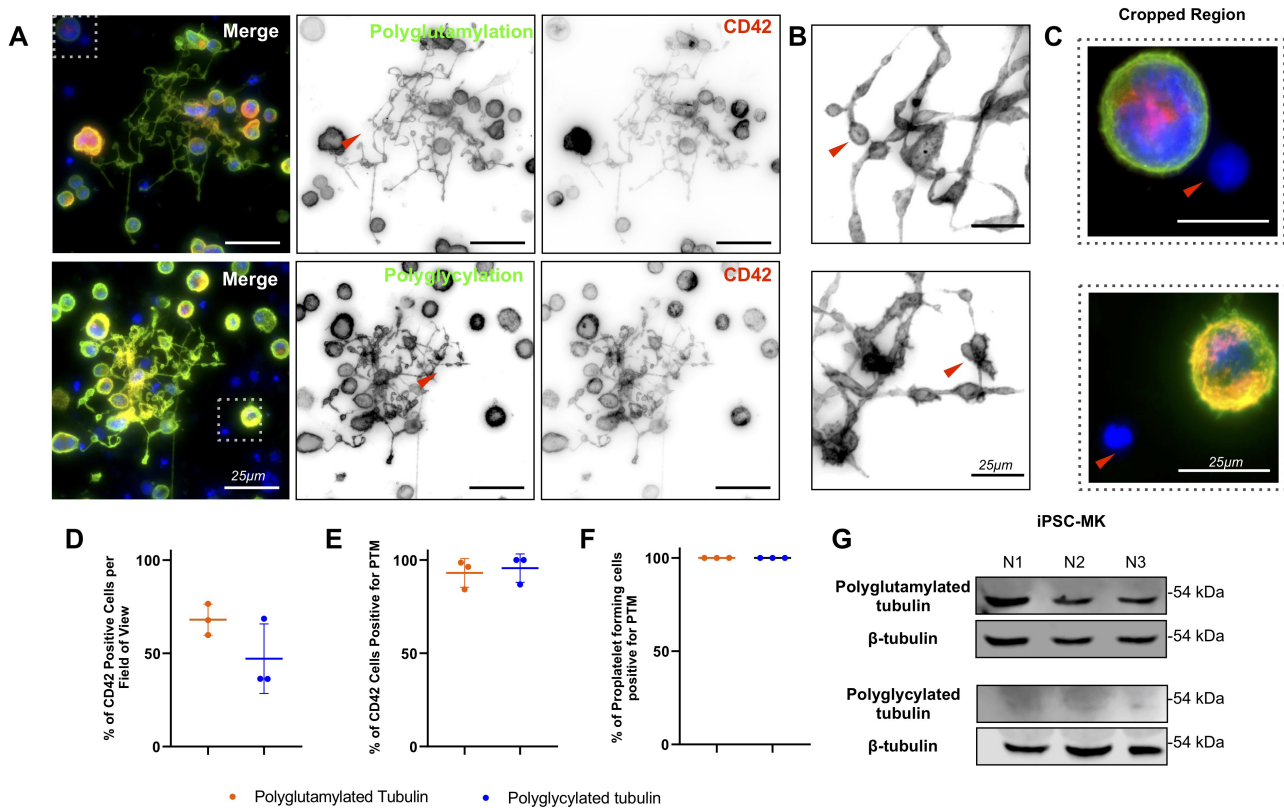 Cropped Region
A
Merge
Polyglutamylation
CD42
B
C
Merge
Polyglycylation
CD42
25µm
25µm
25µm
D
E
F
G
iPSC-MK
% of CD42 Positive Cells per
Field of View
100
50
0
% of CD42 Cells Positive for PTM
100
50
0
% of Proplatelet forming cells
positive for PTM
100
50
0
N1 N2 N3
Polyglutamylated
tubulin
-54 kDa
β-tubulin
-54 kDa
Polyglycylated
tubulin
-54 kDa
β-tubulin
-54 kDa
Polyglutamylated Tubulin
Polyglycylated tubulin